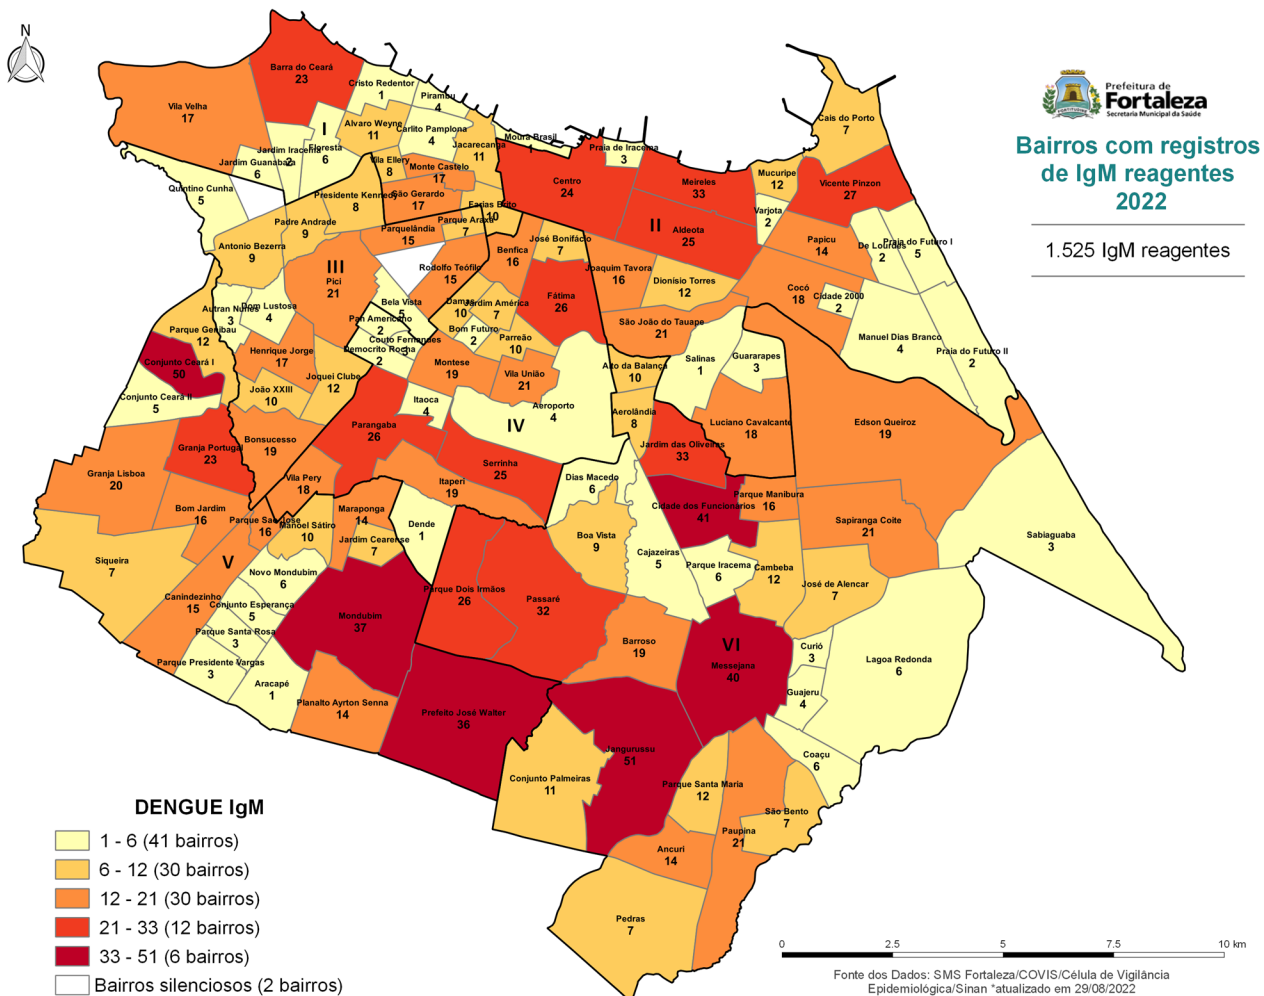 N
Prefeitura de
Fortaleza
Secretaria Municipal da Saúde
Bairros com registros
de IgM reagentes
2022
1.525 IgM reagentes
Barra do Ceará
23
Vila Velha
17
Cristo Redentor
1
Pirambu
4
I
Alvaro Weyne
11
Carlito Pamplona
4
Jacarecanga
11
Moura Brasil
1
Jardim Iracema
2
Floresta
6
Jardim Guanabara
6
Vila Ellery
8
Monte Castelo
17
Quintino Cunha
5
Presidente Kennedy
8
São Gerardo
17
Farias Brito
10
Padre Andrade
9
Parquelândia
15
Parque Araxá
7
Antonio Bezerra
9
III
Pici
21
Rodolfo Teófilo
15
Benfica
16
José Bonifácio
7
Praia de Iracema
3
Centro
24
Meireles
33
II
Aldeota
25
Mucuripe
12
Varjota
2
Cais do Porto
7
Vicente Pinzon
27
Papicu
14
De Lourdes
2
Praia do Futuro I
5
Joaquim Tavora
16
Dionísio Torres
12
Cocó
18
Cidade 2000
2
Manuel Dias Branco
4
Praia do Futuro II
2
Fátima
26
São João do Tauape
21
Autran Nunes
3
Dom Lustosa
4
Bela Vista
5
Damas
10
Jardim América
7
Pan Americano
2
Bom Futuro
2
Couto Fernandes
3
Parreão
10
Parque Genibau
12
Democrito Rocha
2
Henrique Jorge
17
Montese
19
Vila União
21
Conjunto Ceará I
50
Joquei Clube
12
João XXIII
10
Conjunto Ceará II
5
Itaoca
4
Aeroporto
4
IV
Alto da Balança
10
Salinas
1
Guararapes
3
Aerolândia
8
Luciano Cavalcante
18
Edson Queiroz
19
Parangaba
26
Bonsucesso
19
Granja Portugal
23
Granja Lisboa
20
Jardim das Oliveiras
33
Serrinha
25
Vila Pery
18
Itaperi
19
Dias Macedo
6
Cidade dos Funcionários
41
Parque Manibura
16
Sapiranga Coite
21
Sabiaguaba
3
Bom Jardim
16
Parque Sao Jose
16
Manoel Sátiro
10
Maraponga
14
Jardim Cearense
7
Dende
1
Boa Vista
9
Cajazeiras
5
Parque Iracema
6
Cambeba
12
José de Alencar
7
Siqueira
7
V
Novo Mondubim
6
Canindezinho
15
Conjunto Esperança
5
Parque Santa Rosa
3
Parque Presidente Vargas
3
Mondubim
37
Parque Dois Irmãos
26
Passaré
32
Barroso
19
VI
Messejana
40
Curió
3
Lagoa Redonda
6
Guajeru
4
Aracapé
1
Planalto Ayrton Senna
14
Prefeito José Walter
36
Jangurussu
51
Coaçu
6
Conjunto Palmeiras
11
Parque Santa Maria
12
São Bento
7
Paupina
21
Ancuri
14
Pedras
7
DENGUE IgM
1 - 6 (41 bairros)
6 - 12 (30 bairros)
12 - 21 (30 bairros)
21 - 33 (12 bairros)
33 - 51 (6 bairros)
Bairros silenciosos (2 bairros)
0 2.5 5 7.5 10 km
Fonte dos Dados: SMS Fortaleza/COVIS/Célula de Vigilância
Epidemiológica/Sinan *atualizado em 29/08/2022